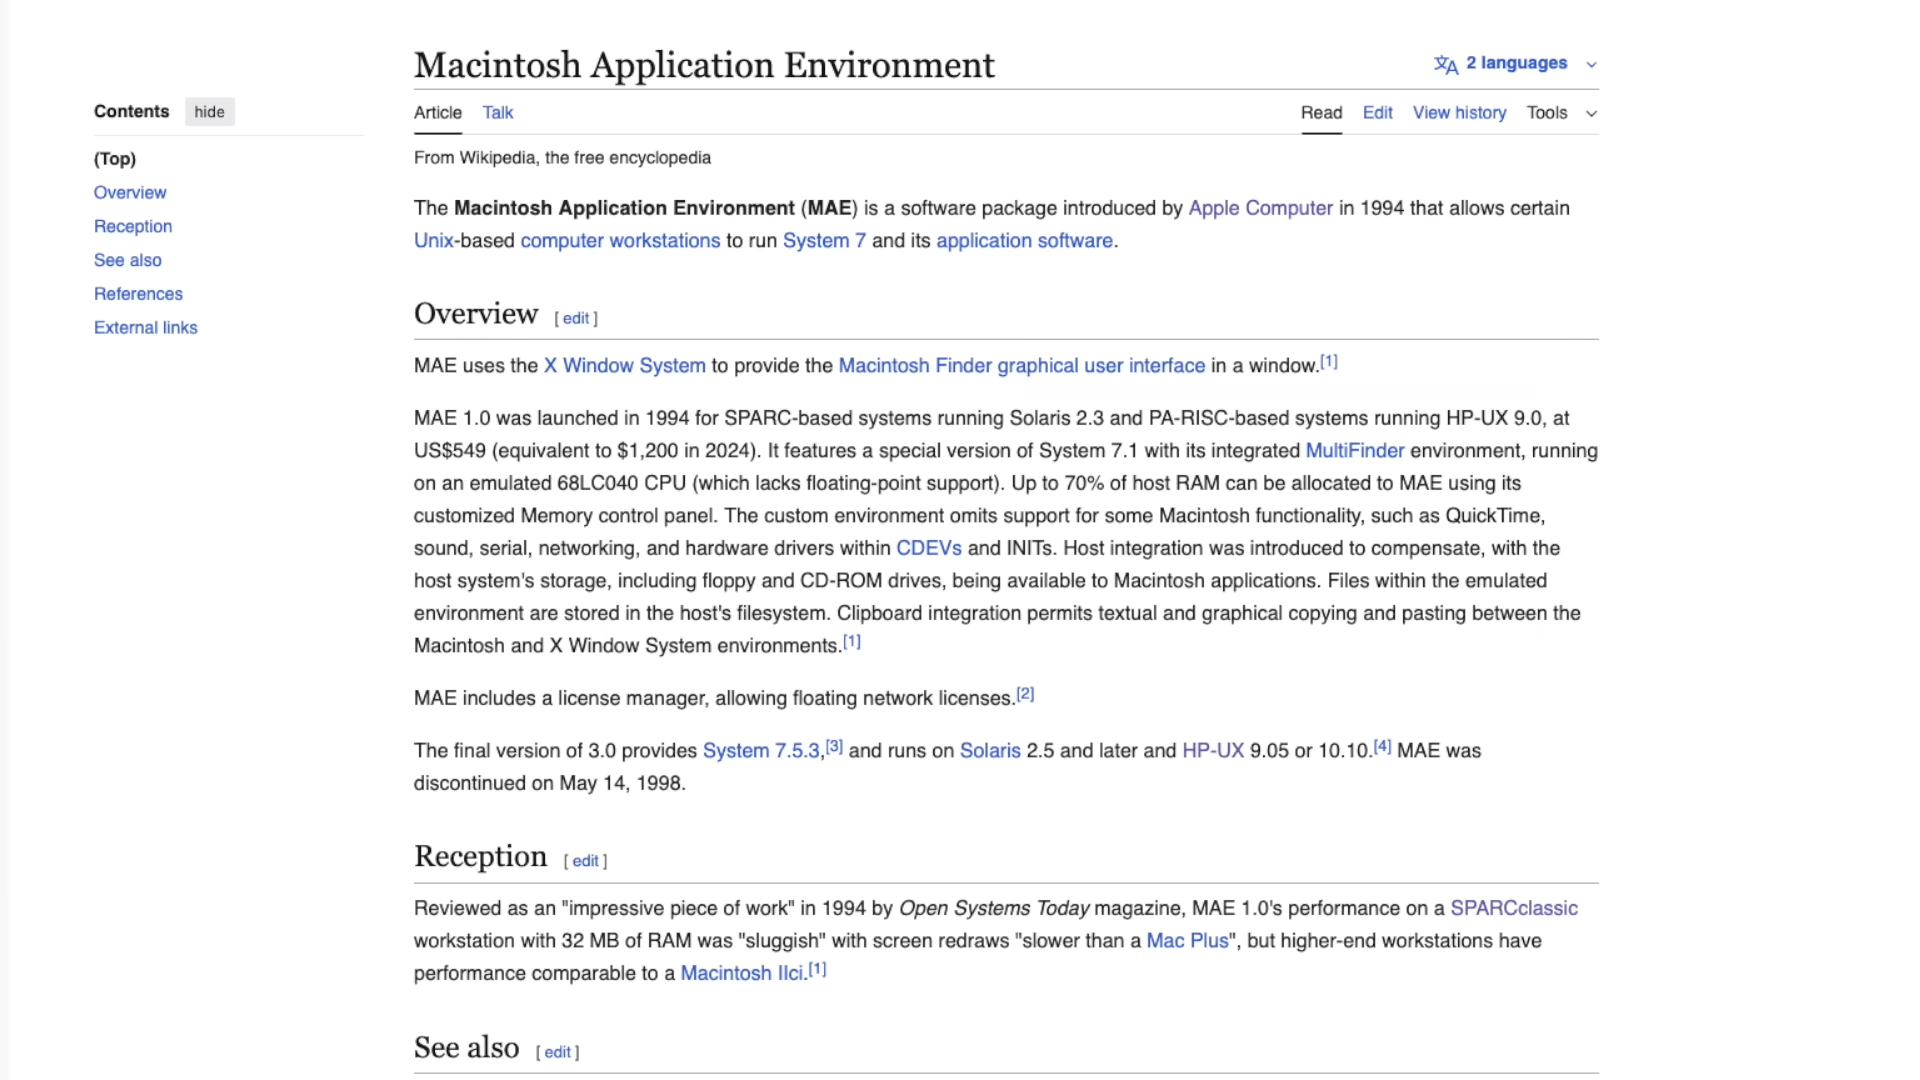 Macintosh Application Environment
2 languages
Contents hide
Article Talk
Read Edit View history Tools
(Top)
Overview
Reception
See also
References
External links
From Wikipedia, the free encyclopedia
The Macintosh Application Environment (MAE) is a software package introduced by Apple Computer in 1994 that allows certain
Unix-based computer workstations to run System 7 and its application software.
Overview [ edit ]
MAE uses the X Window System to provide the Macintosh Finder graphical user interface in a window.[1]
MAE 1.0 was launched in 1994 for SPARC-based systems running Solaris 2.3 and PA-RISC-based systems running HP-UX 9.0, at
US$549 (equivalent to $1,200 in 2024). It features a special version of System 7.1 with its integrated MultiFinder environment, running
on an emulated 68LC040 CPU (which lacks floating-point support). Up to 70% of host RAM can be allocated to MAE using its
customized Memory control panel. The custom environment omits support for some Macintosh functionality, such as QuickTime,
sound, serial, networking, and hardware drivers within CDEVs and INITs. Host integration was introduced to compensate, with the
host system's storage, including floppy and CD-ROM drives, being available to Macintosh applications. Files within the emulated
environment are stored in the host's filesystem. Clipboard integration permits textual and graphical copying and pasting between the
Macintosh and X Window System environments.[1]
MAE includes a license manager, allowing floating network licenses.[2]
The final version of 3.0 provides System 7.5.3,[3] and runs on Solaris 2.5 and later and HP-UX 9.05 or 10.10.[4] MAE was
discontinued on May 14, 1998.
Reception [ edit ]
Reviewed as an "impressive piece of work" in 1994 by Open Systems Today magazine, MAE 1.0's performance on a SPARCclassic
workstation with 32 MB of RAM was "sluggish" with screen redraws "slower than a Mac Plus", but higher-end workstations have
performance comparable to a Macintosh IIci.[1]
See also [ edit ]